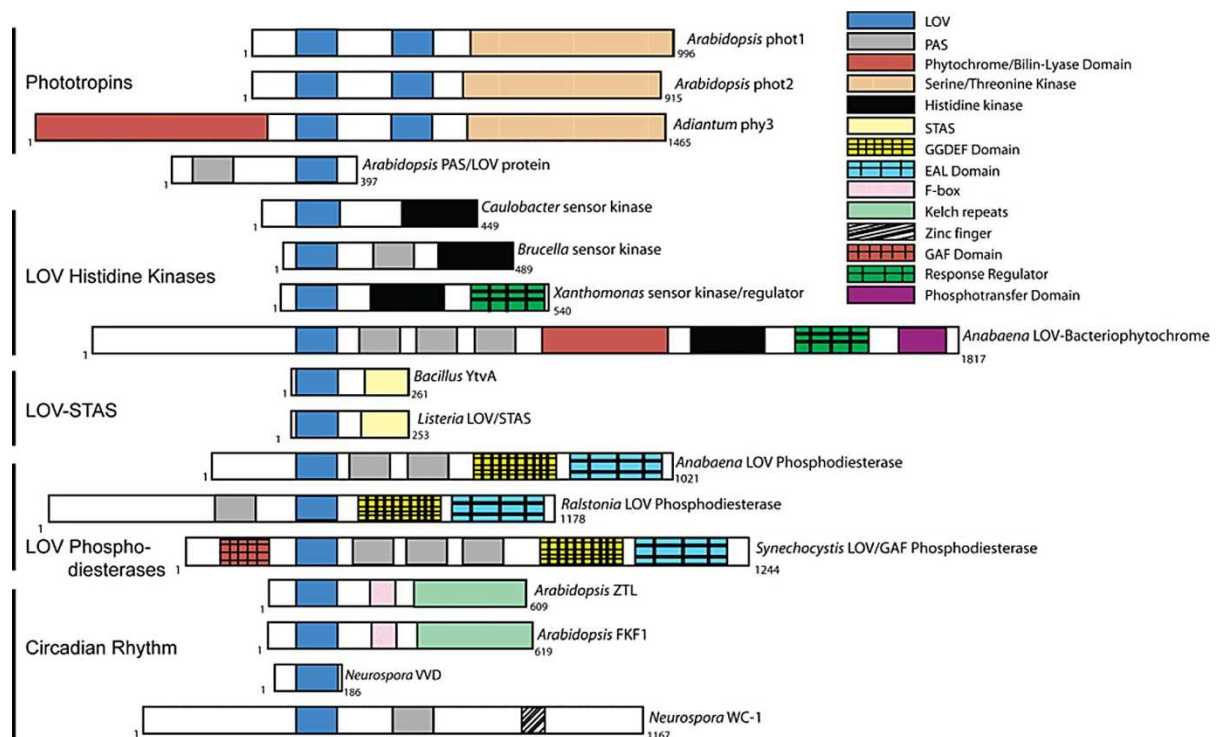 1
Arabidopsis phot1
996
1
Arabidopsis phot2
915
Phototropins
1
Adiantum phy3
1465
1
Arabidopsis PAS/LOV protein
397
1
Caulobacter sensor kinase
449
1
Brucella sensor kinase
489
LOV Histidine Kinases
1
Xanthomonas sensor kinase/regulator
540
1
Anabaena LOV-Bacteriophytochrome
1817
1
Bacillus YtvA
261
LOV-STAS
1
Listeria LOV/STAS
253
1
Anabaena LOV Phosphodiesterase
1021
1
Ralstonia LOV Phosphodiesterase
1178
LOV Phospho-
diesterases
1
Synechocystis LOV/GAF Phosphodiesterase
1244
1
Arabidopsis ZTL
609
1
Arabidopsis FKF1
619
Circadian Rhythm
1
Neurospora VVD
186
1
Neurospora WC-1
1167
LOV
PAS
Phytochrome/Bilin-Lyase Domain
Serine/Threonine Kinase
Histidine kinase
STAS
GGDEF Domain
EAL Domain
F-box
Kelch repeats
Zinc finger
GAF Domain
Response Regulator
Phosphotransfer Domain